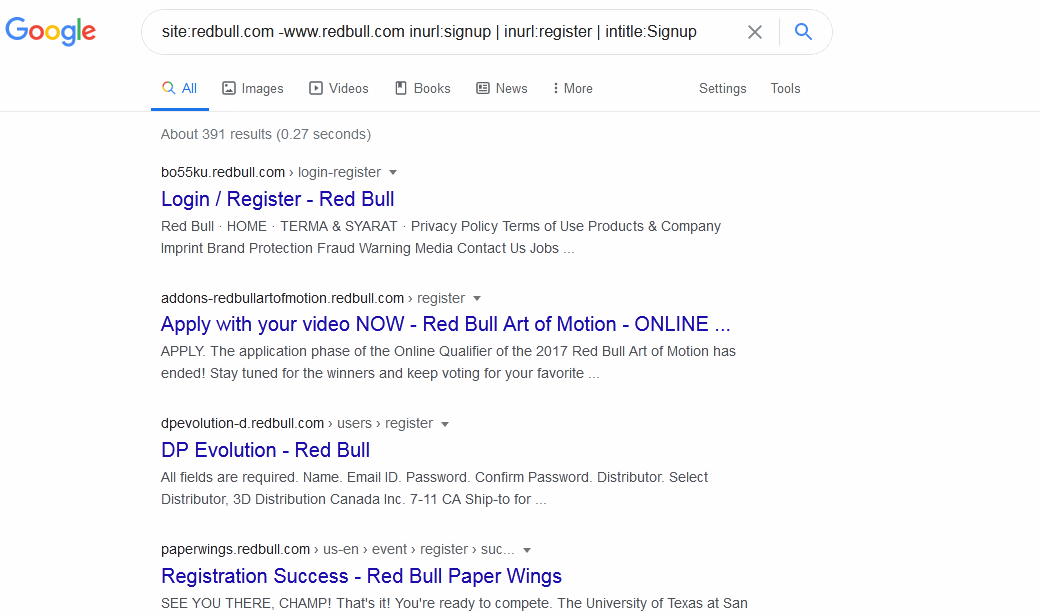 Google
site:redbull.com -www.redbull.com inurl:signup | inurl:register | intitle:Signup
All Images Videos Books News More Settings Tools
About 391 results (0.27 seconds)
bo55ku.redbull.com › login-register
Login / Register - Red Bull
Red Bull · HOME · TERMA & SYARAT · Privacy Policy Terms of Use Products & Company
Imprint Brand Protection Fraud Warning Media Contact Us Jobs ...
addons-redbullartofmotion.redbull.com › register
Apply with your video NOW - Red Bull Art of Motion - ONLINE ...
APPLY. The application phase of the Online Qualifier of the 2017 Red Bull Art of Motion has
ended! Stay tuned for the winners and keep voting for your favorite ...
dpevolution-d.redbull.com › users › register
DP Evolution - Red Bull
All fields are required. Name. Email ID. Password. Confirm Password. Distributor. Select
Distributor, 3D Distribution Canada Inc. 7-11 CA Ship-to for ...
paperwings.redbull.com › us-en › event › register › suc...
Registration Success - Red Bull Paper Wings
SEE YOU THERE, CHAMP! That's it! You're ready to compete. The University of Texas at San